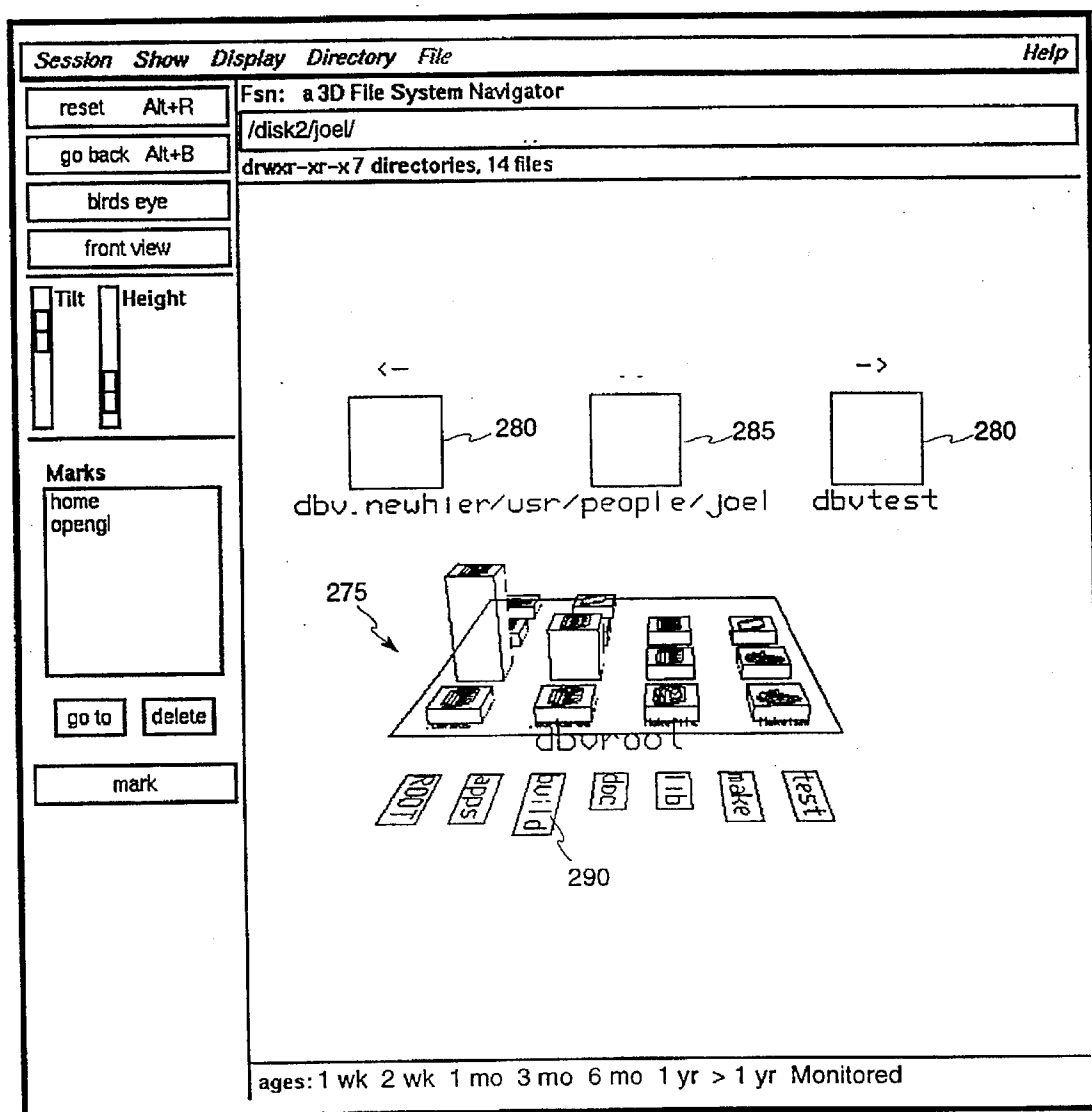 Session Show Display Directory File Help
reset Alt+R
go back Alt+B
birds eye
front view
Fsn: a 3D File System Navigator
/disk2/joel/
drwxr-xr-x 7 directories, 14 files
Tilt Height
Marks
home
opengl
go to delete
mark
<- .. ->
280 285 280
dbv.newhier/usr/people/joel dbvtest
275
Makefile
dbvroot
ROOT apps build doc lib make test
290
ages: 1 wk 2 wk 1 mo 3 mo 6 mo 1 yr > 1 yr Monitored